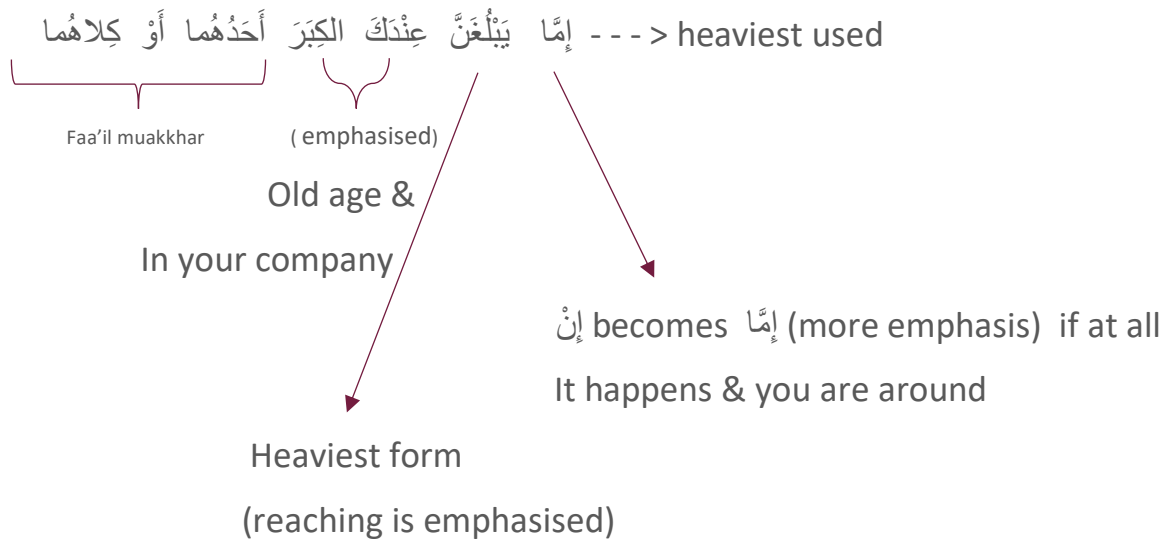 إِمَّا يَبْلُغَنَّ عِنْدَكَ الكِبَرَ أَحَدُهُما أَوْ كِلاهُما - - - > heaviest used
Faa'il muakkhar ( emphasised)
Old age &
In your company
إِنْ becomes إِمَّا (more emphasis) if at all
It happens & you are around
Heaviest form
(reaching is emphasised)